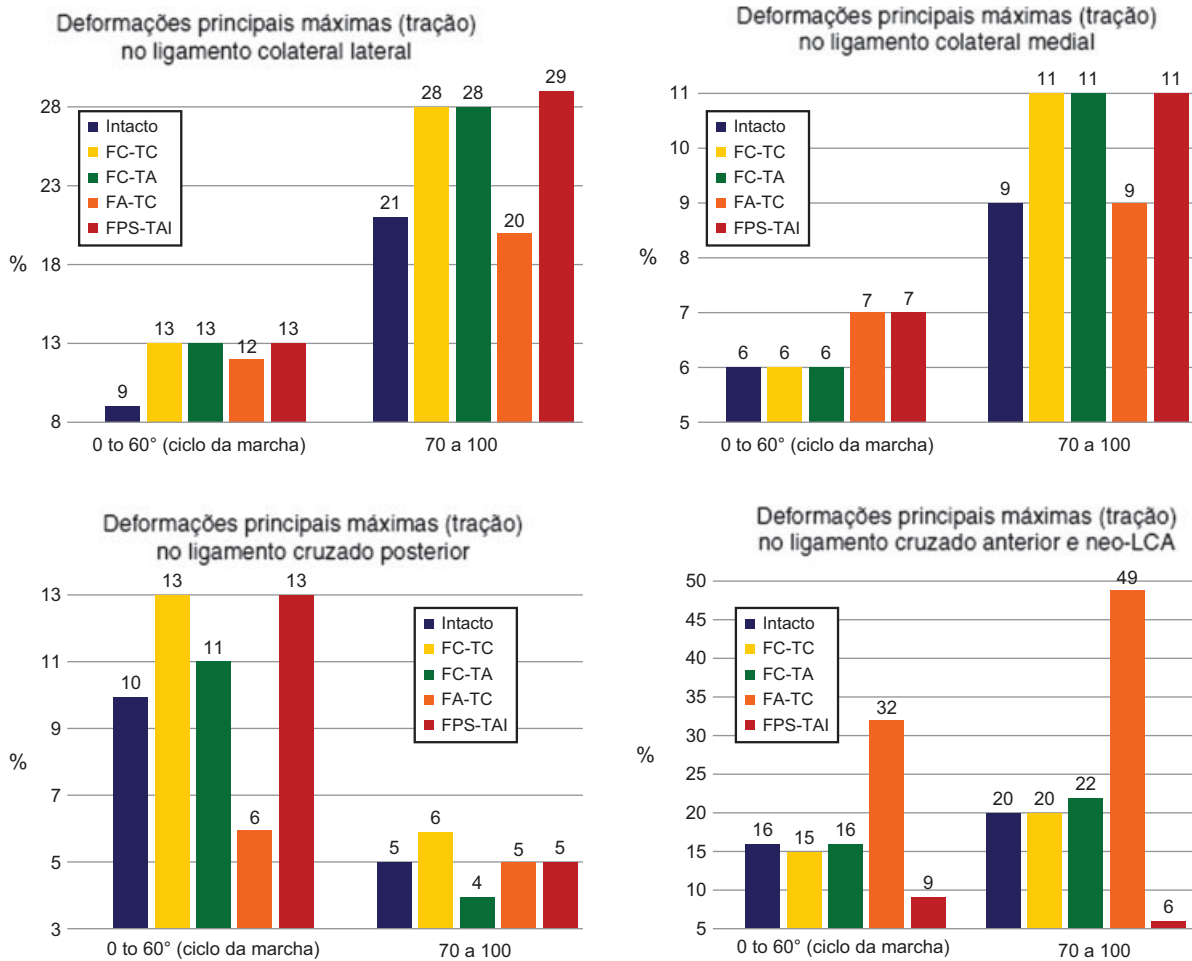 Deformações principais máximas (tração)
no ligamento colateral lateral
29
28
28
28
Intacto
FC-TC
FC-TA
FA-TC
FPS-TAI
23
21
20
%
18
13
13
13
13
12
9
8
0 to 60° (ciclo da marcha)
70 a 100
Deformações principais máximas (tração)
no ligamento colateral medial
11
11
11
11
Intacto
FC-TC
FC-TA
FA-TC
FPS-TAI
10
9
9
9
%
8
7
7
7
6
6
6
6
5
0 to 60° (ciclo da marcha)
70 a 100
Deformações principais máximas (tração)
no ligamento cruzado posterior
13
13
13
Intacto
FC-TC
FC-TA
FA-TC
FPS-TAI
11
11
10
9
%
7
6
6
5
5
5
5
4
3
0 to 60° (ciclo da marcha)
70 a 100
Deformações principais máximas (tração)
no ligamento cruzado anterior e neo-LCA
50
49
45
Intacto
FC-TC
FC-TA
FA-TC
FPS-TAI
40
35
32
30
%
25
20
20
20
22
16
15
16
15
10
9
6
5
0 to 60° (ciclo da marcha)
70 a 100